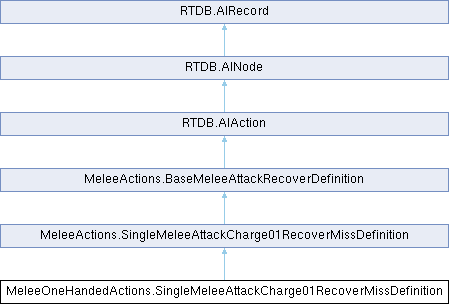 RTDB.AIRecord
RTDB.AINode
RTDB.AIAction
MeleeActions.BaseMeleeAttackRecoverDefinition
MeleeActions.SingleMeleeAttackCharge01RecoverMissDefinition
MeleeOneHandedActions.SingleMeleeAttackCharge01RecoverMissDefinition